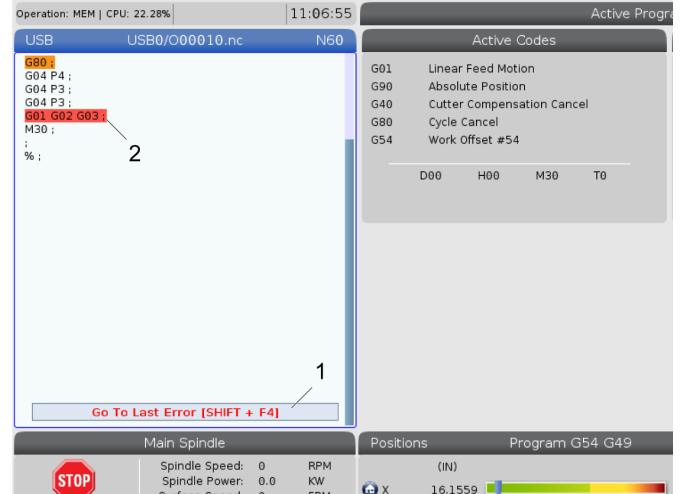 Operation: MEM | CPU: 22.28%
11:06:55
Active Progra
USB USB0/O00010.nc N60
G80 ;
G04 P4 ;
G04 P3 ;
G04 P3 ;
G01 G02 G03 ;
M30 ;
;
% ;
2
1
Go To Last Error [SHIFT + F4]
Active Codes
G01 Linear Feed Motion
G90 Absolute Position
G40 Cutter Compensation Cancel
G80 Cycle Cancel
G54 Work Offset #54
D00 H00 M30 T0
Main Spindle
STOP
Spindle Speed: 0 RPM
Spindle Power: 0.0 KW
Positions Program G54 G49
(IN)
X 16.1559